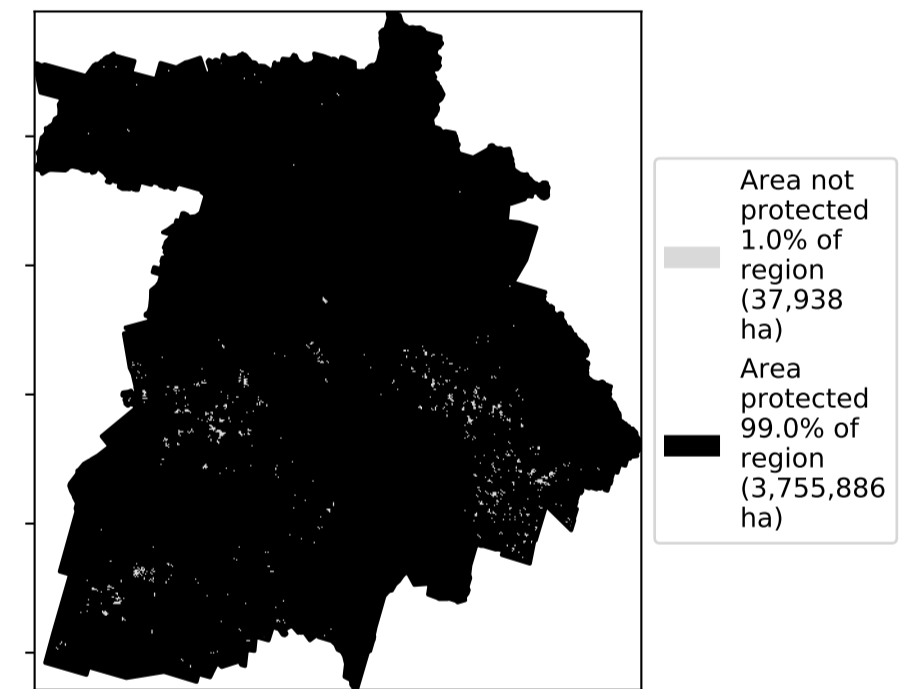 Area not
protected
1.0% of
region
(37,938
ha)
Area
protected
99.0% of
region
(3,755,886
ha)